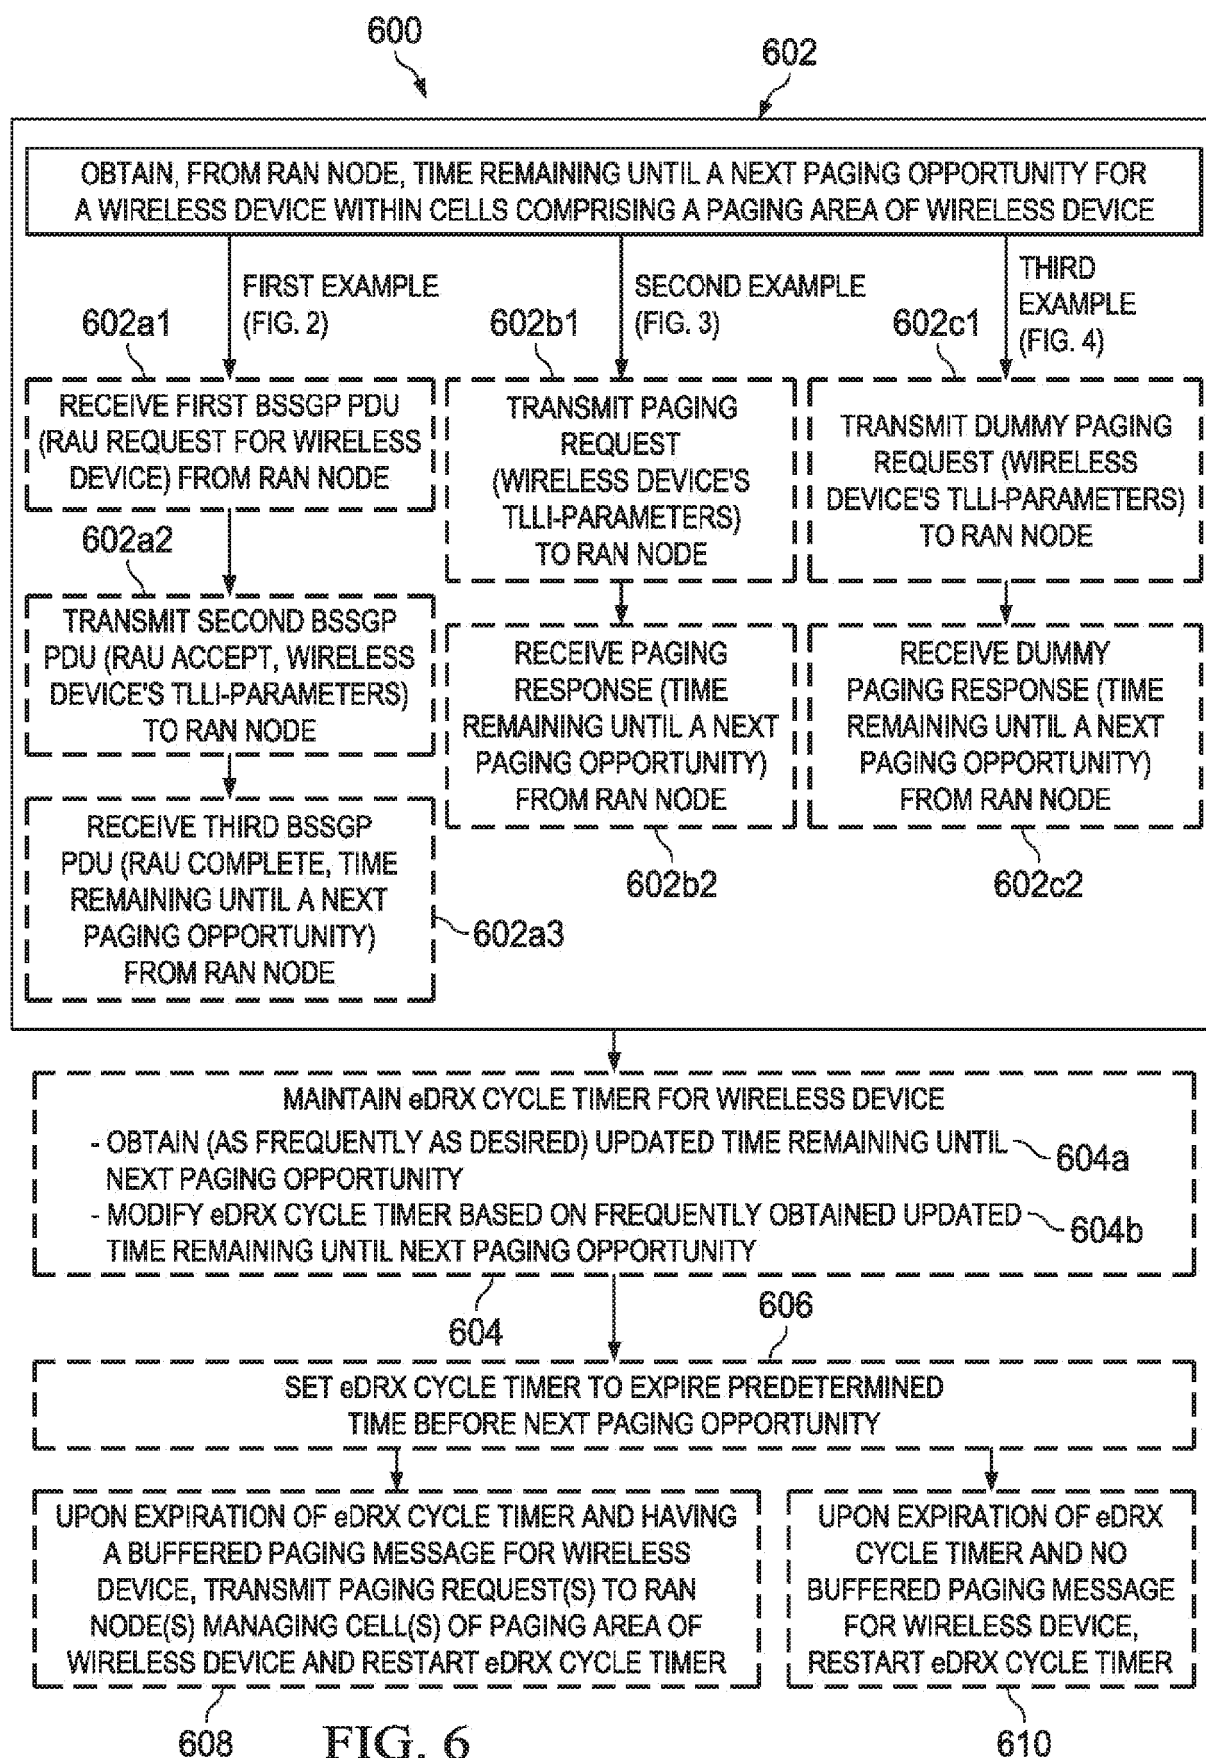 600
602
OBTAIN, FROM RAN NODE, TIME REMAINING UNTIL A NEXT PAGING OPPORTUNITY FOR
A WIRELESS DEVICE WITHIN CELLS COMPRISING A PAGING AREA OF WIRELESS DEVICE
FIRST EXAMPLE
(FIG. 2)
SECOND EXAMPLE
(FIG. 3)
THIRD
EXAMPLE
(FIG. 4)
602a1
RECEIVE FIRST BSSGP PDU
(RAU REQUEST FOR WIRELESS
DEVICE) FROM RAN NODE
602a2
TRANSMIT SECOND BSSGP
PDU (RAU ACCEPT, WIRELESS
DEVICE'S TLLI-PARAMETERS)
TO RAN NODE
RECEIVE THIRD BSSGP
PDU (RAU COMPLETE, TIME
REMAINING UNTIL A NEXT
PAGING OPPORTUNITY)
FROM RAN NODE
602a3
602b1
TRANSMIT PAGING
REQUEST
(WIRELESS DEVICE'S
TLLI-PARAMETERS)
TO RAN NODE
RECEIVE PAGING
RESPONSE (TIME
REMAINING UNTIL A NEXT
PAGING OPPORTUNITY)
FROM RAN NODE
602b2
602c1
TRANSMIT DUMMY PAGING
REQUEST (WIRELESS
DEVICE'S TLLI-PARAMETERS)
TO RAN NODE
RECEIVE DUMMY
PAGING RESPONSE (TIME
REMAINING UNTIL A NEXT
PAGING OPPORTUNITY)
FROM RAN NODE
602c2
MAINTAIN eDRX CYCLE TIMER FOR WIRELESS DEVICE
- OBTAIN (AS FREQUENTLY AS DESIRED) UPDATED TIME REMAINING UNTIL
NEXT PAGING OPPORTUNITY
604a
- MODIFY eDRX CYCLE TIMER BASED ON FREQUENTLY OBTAINED UPDATED
TIME REMAINING UNTIL NEXT PAGING OPPORTUNITY
604b
604
606
SET eDRX CYCLE TIMER TO EXPIRE PREDETERMINED
TIME BEFORE NEXT PAGING OPPORTUNITY
UPON EXPIRATION OF eDRX CYCLE TIMER AND HAVING
A BUFFERED PAGING MESSAGE FOR WIRELESS
DEVICE, TRANSMIT PAGING REQUEST(S) TO RAN
NODE(S) MANAGING CELL(S) OF PAGING AREA OF
WIRELESS DEVICE AND RESTART eDRX CYCLE TIMER
608
UPON EXPIRATION OF eDRX
CYCLE TIMER AND NO
BUFFERED PAGING MESSAGE
FOR WIRELESS DEVICE,
RESTART eDRX CYCLE TIMER
610
FIG. 6